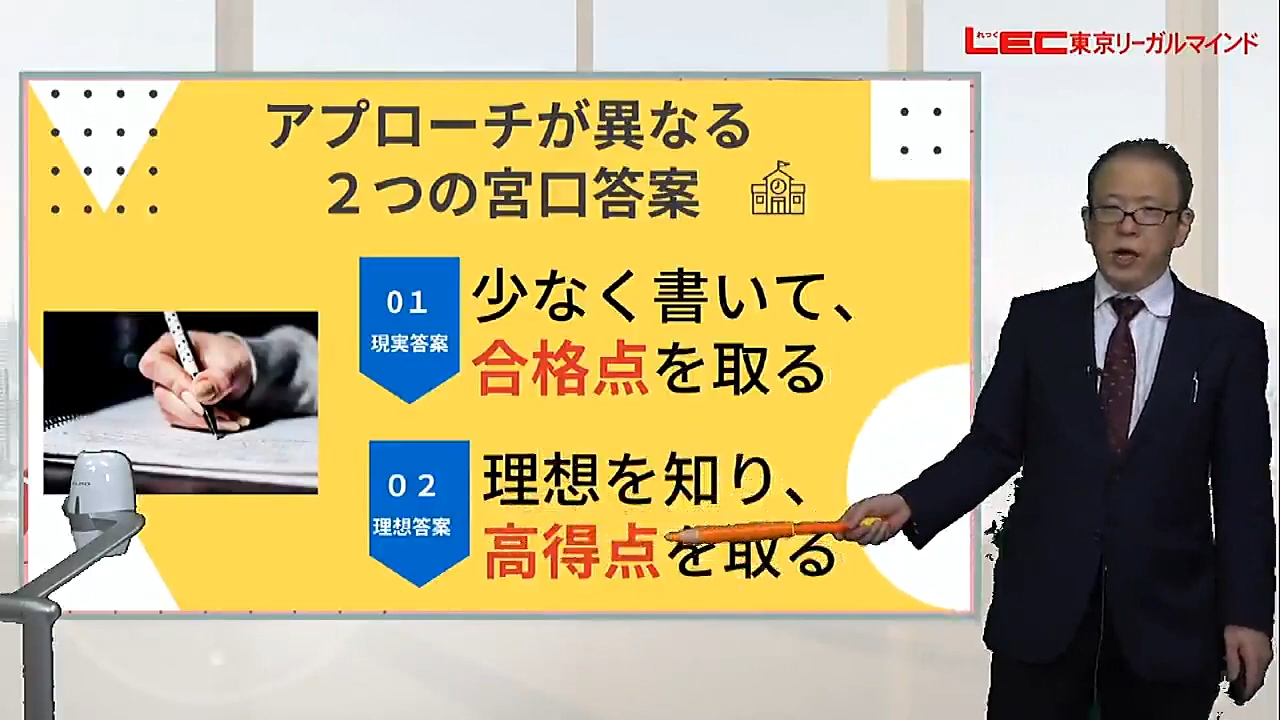 れっく
LEC東京リーガルマインド
アプローチが異なる
２つの宮口答案
01
現実答案
少なく書いて、
合格点を取る
02
理想答案
理想を知り、
高得点を取る